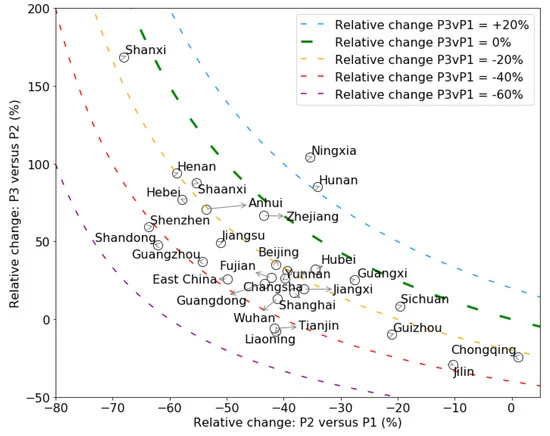 200
150
100
50
0
−50
−80
−70
−60
−50
−40
−30
−20
−10
0
Relative change: P3 versus P2 (%)
Relative change: P2 versus P1 (%)
Relative change P3vP1 = +20%
Relative change P3vP1 = 0%
Relative change P3vP1 = -20%
Relative change P3vP1 = -40%
Relative change P3vP1 = -60%
Shanxi
Ningxia
Henan
Hunan
Hebei
Shaanxi
Anhui
Zhejiang
Shenzhen
Shandong
Jiangsu
Guangzhou
Beijing
Hubei
Fujian
Yunnan
Guangxi
East China
Changsha
Jiangxi
Guangdong
Shanghai
Sichuan
Wuhan
Tianjin
Guizhou
Liaoning
Chongqing
Jilin